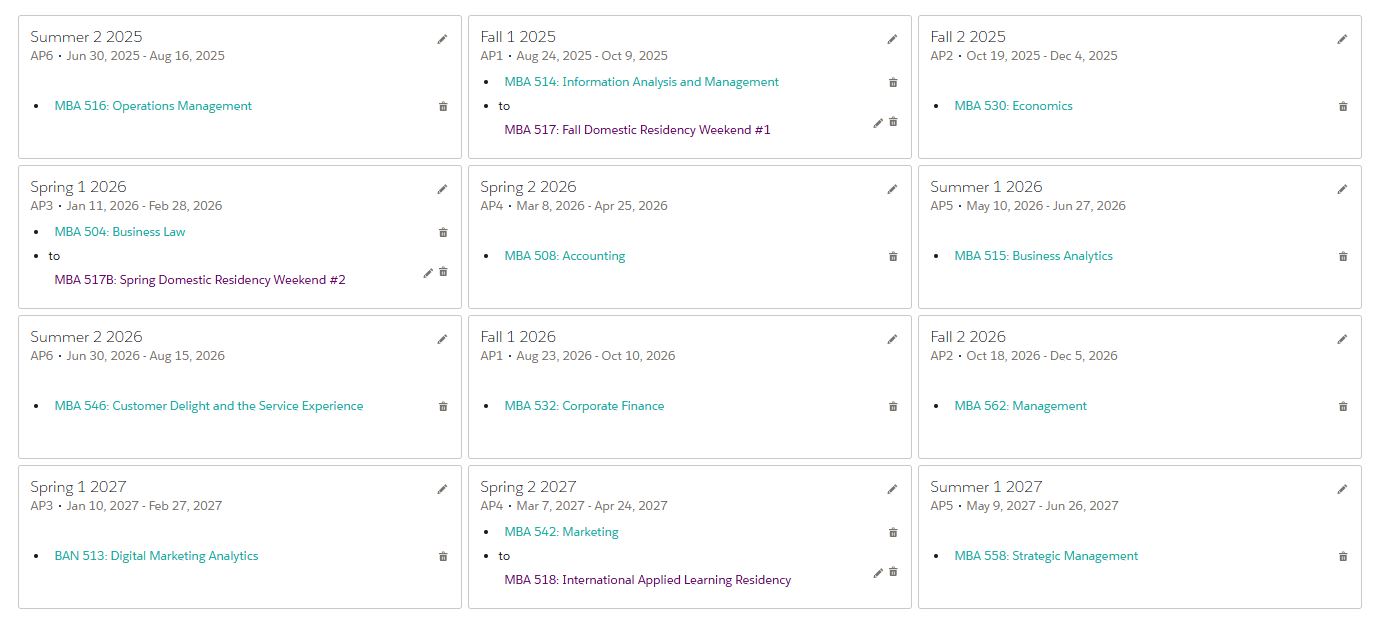 Summer 2 2025
AP6 • Jun 30, 2025 - Aug 16, 2025
• MBA 516: Operations Management
Fall 1 2025
AP1 • Aug 24, 2025 - Oct 9, 2025
• MBA 514: Information Analysis and Management
• to
MBA 517: Fall Domestic Residency Weekend #1
Fall 2 2025
AP2 • Oct 19, 2025 - Dec 4, 2025
• MBA 530: Economics
Spring 1 2026
AP3 • Jan 11, 2026 - Feb 28, 2026
• MBA 504: Business Law
• to
MBA 517B: Spring Domestic Residency Weekend #2
Spring 2 2026
AP4 • Mar 8, 2026 - Apr 25, 2026
• MBA 508: Accounting
Summer 1 2026
AP5 • May 10, 2026 - Jun 27, 2026
• MBA 515: Business Analytics
Summer 2 2026
AP6 • Jun 30, 2026 - Aug 15, 2026
• MBA 546: Customer Delight and the Service Experience
Fall 1 2026
AP1 • Aug 23, 2026 - Oct 10, 2026
• MBA 532: Corporate Finance
Fall 2 2026
AP2 • Oct 18, 2026 - Dec 5, 2026
• MBA 562: Management
Spring 1 2027
AP3 • Jan 10, 2027 - Feb 27, 2027
• BAN 513: Digital Marketing Analytics
Spring 2 2027
AP4 • Mar 7, 2027 - Apr 24, 2027
• MBA 542: Marketing
• to
MBA 518: International Applied Learning Residency
Summer 1 2027
AP5 • May 9, 2027 - Jun 26, 2027
• MBA 558: Strategic Management